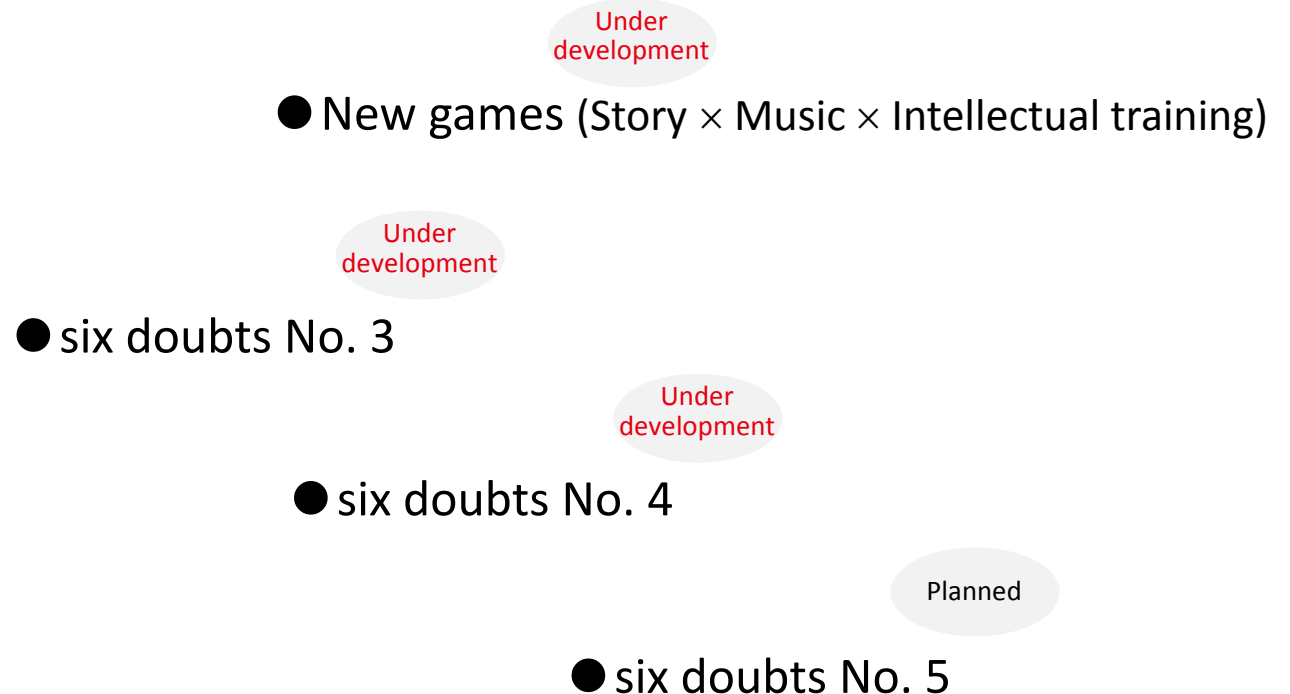 Under
development
●New games (Story × Music × Intellectual training)
Under
development
●six doubts No. 3
Under
development
●six doubts No. 4
Planned
●six doubts No. 5